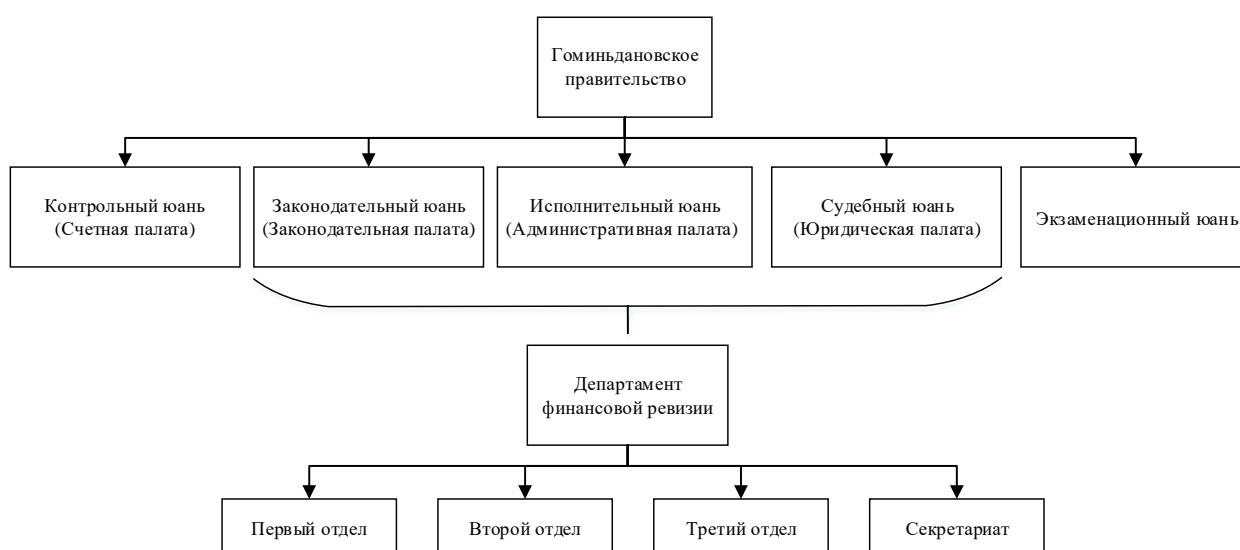 Гоминьдановское
правительство
Контрольный юань
(Счетная палата)
Законодательный юань
(Законодательная палата)
Исполнительный юань
(Административная палата)
Судебный юань
(Юридическая палата)
Экзаменационный юань
Департамент
финансовой ревизии
Первый отдел
Второй отдел
Третий отдел
Секретариат